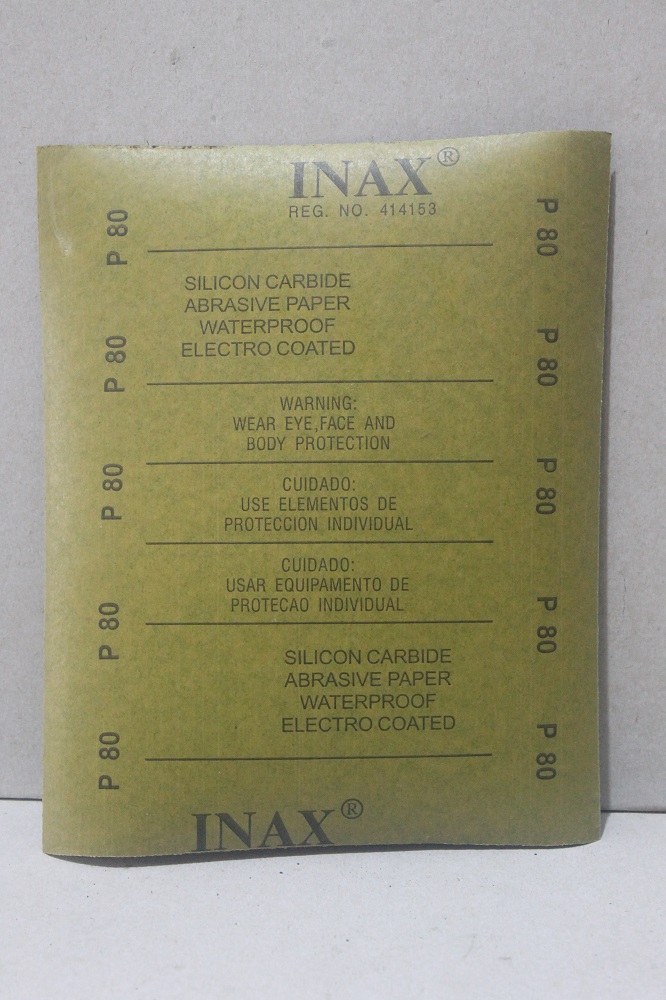 P 80 P 80 P 80 P 80 P 80
INAX®
REG. NO. 414153
SILICON CARBIDE
ABRASIVE PAPER
WATERPROOF
ELECTRO COATED
WARNING:
WEAR EYE,FACE AND
BODY PROTECTION
CUIDADO:
USE ELEMENTOS DE
PROTECCION INDIVIDUAL
CUIDADO:
USAR EQUIPAMENTO DE
PROTECAO INDIVIDUAL
SILICON CARBIDE
ABRASIVE PAPER
WATERPROOF
ELECTRO COATED
INAX®
P 80 P 80 P 80 P 80 P 80